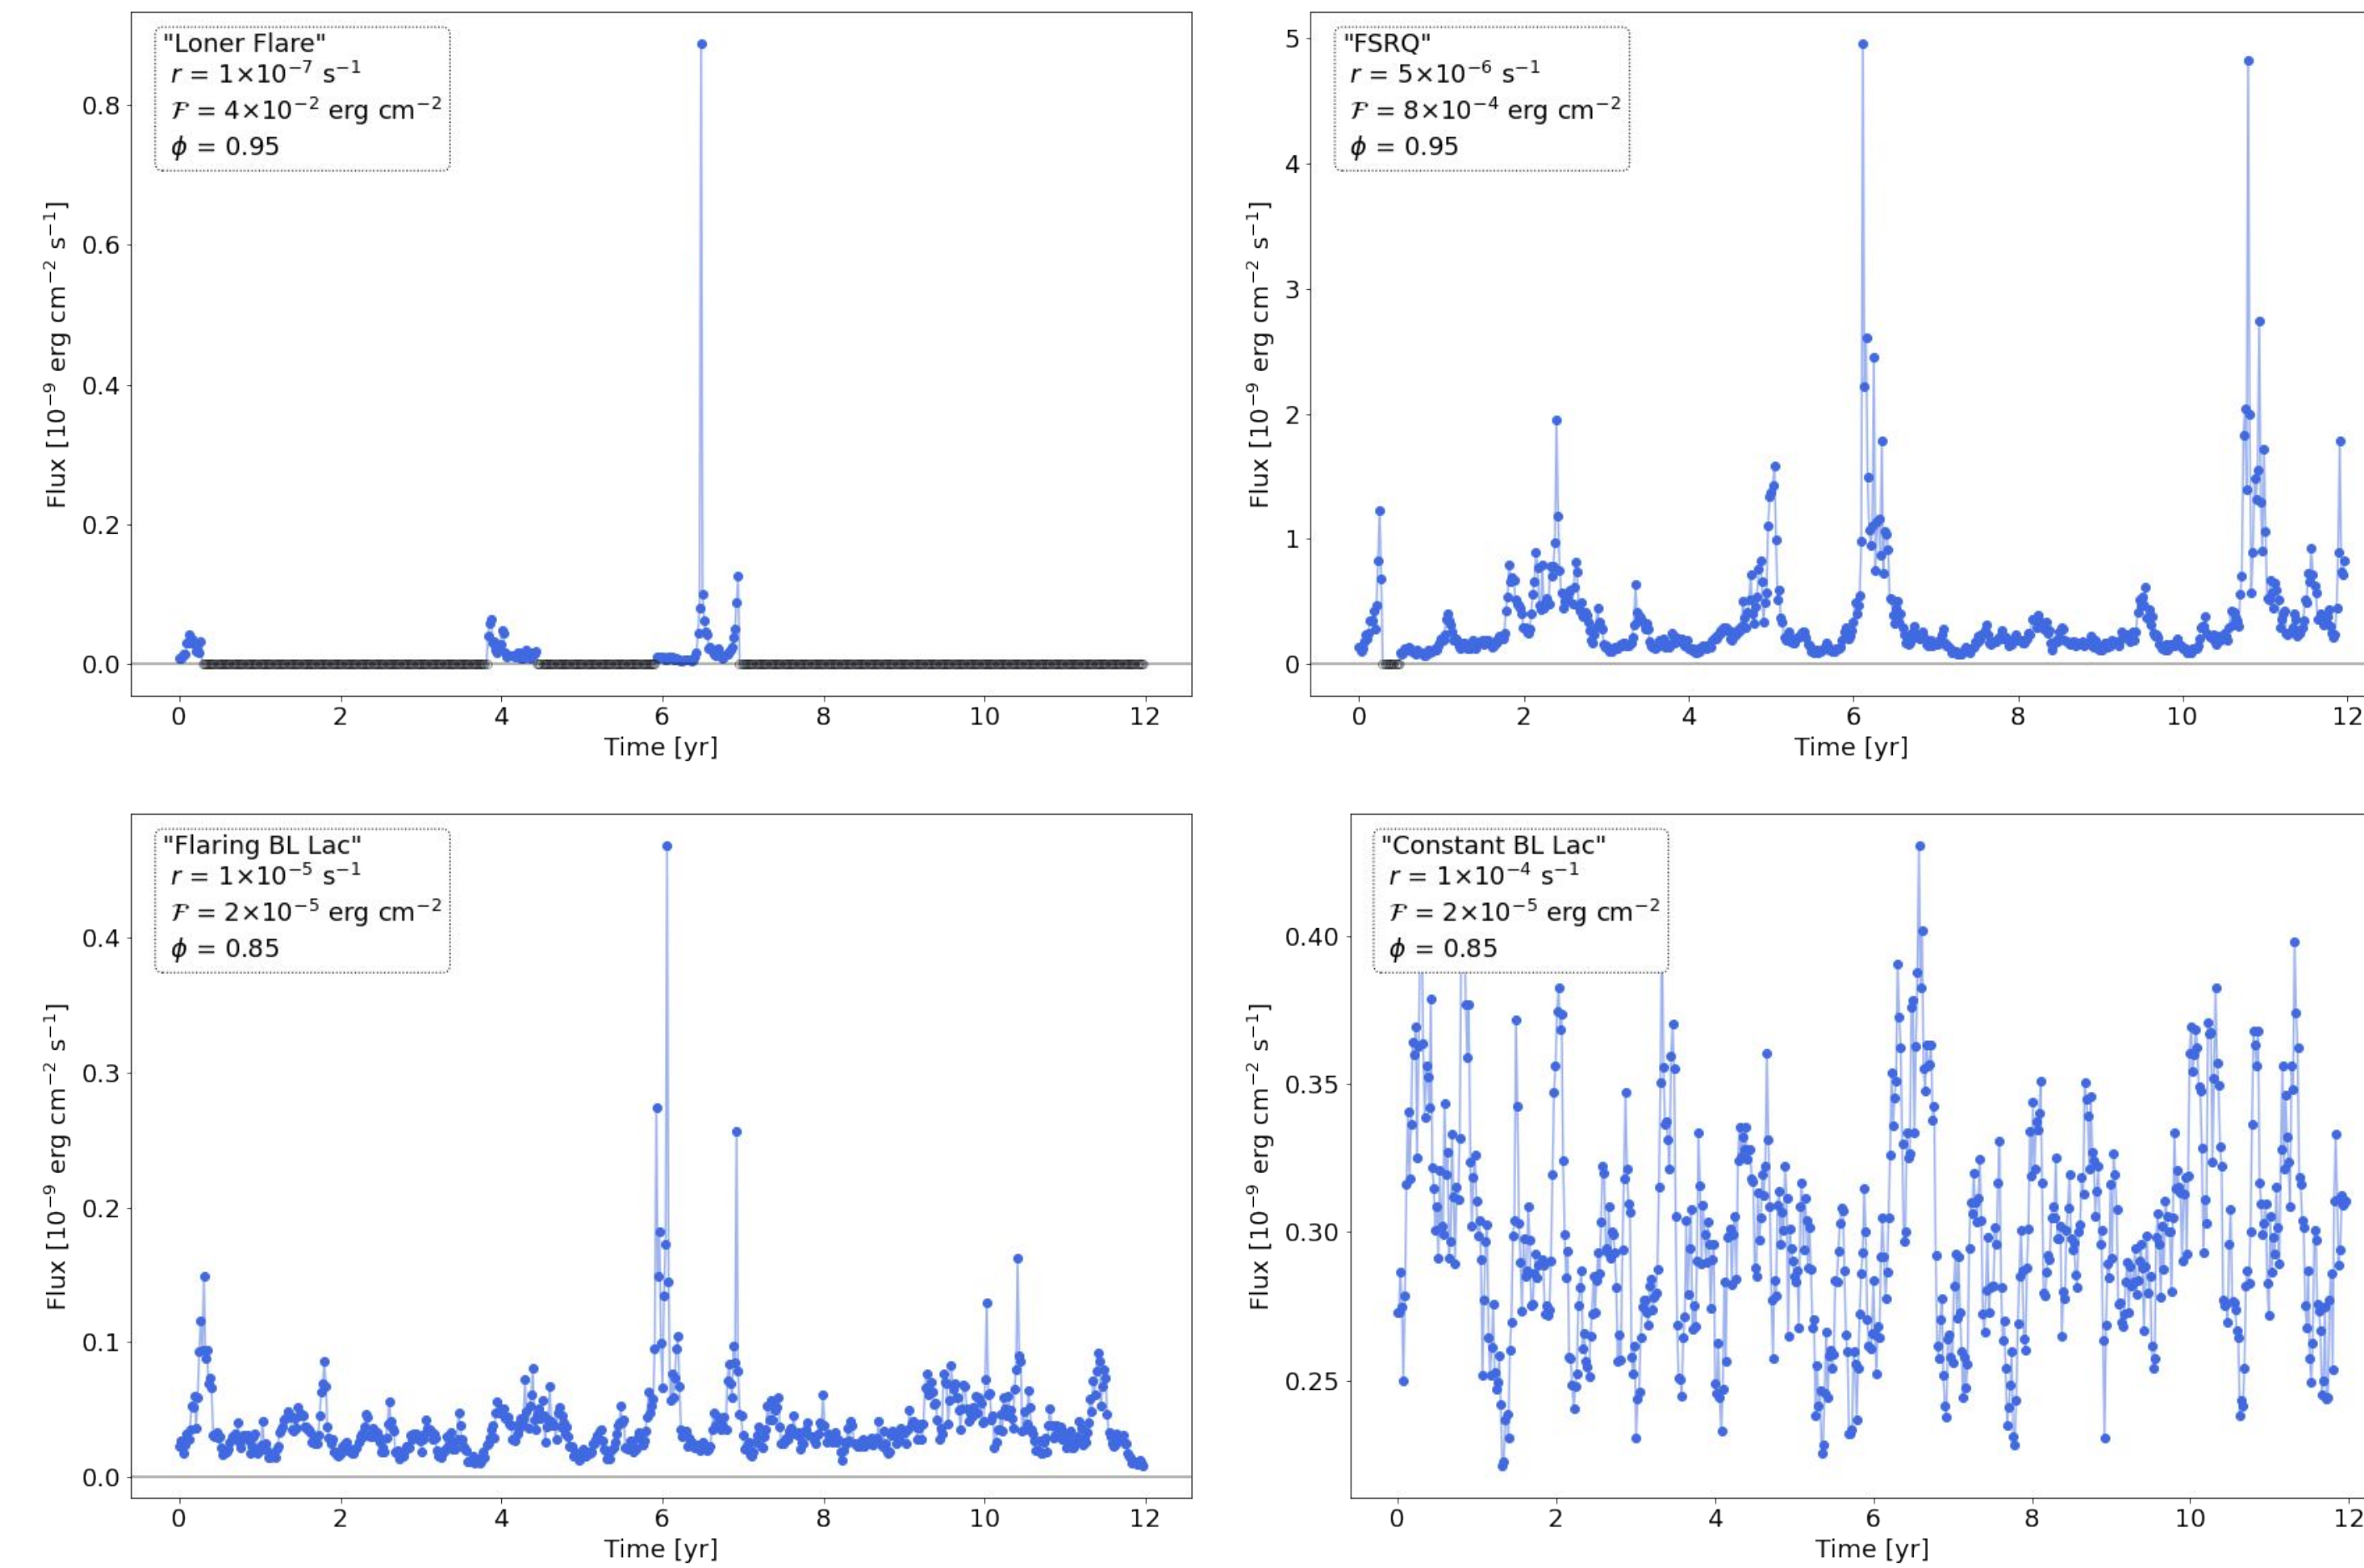 "Loner Flare"
r = 1×10⁻⁷ s⁻¹
ℱ = 4×10⁻² erg cm⁻²
ϕ = 0.95
Flux [10⁻⁹ erg cm⁻² s⁻¹]
0.8
0.6
0.4
0.2
0.0
0 2 4 6 8 10 12
Time [yr]
"FSRQ"
r = 5×10⁻⁶ s⁻¹
ℱ = 8×10⁻⁴ erg cm⁻²
ϕ = 0.95
Flux [10⁻⁹ erg cm⁻² s⁻¹]
5
4
3
2
1
0
0 2 4 6 8 10 12
Time [yr]
"Flaring BL Lac"
r = 1×10⁻⁵ s⁻¹
ℱ = 2×10⁻⁵ erg cm⁻²
ϕ = 0.85
Flux [10⁻⁹ erg cm⁻² s⁻¹]
0.4
0.3
0.2
0.1
0.0
0 2 4 6 8 10 12
Time [yr]
"Constant BL Lac"
r = 1×10⁻⁴ s⁻¹
ℱ = 2×10⁻⁵ erg cm⁻²
ϕ = 0.85
Flux [10⁻⁹ erg cm⁻² s⁻¹]
0.40
0.35
0.30
0.25
0 2 4 6 8 10 12
Time [yr]